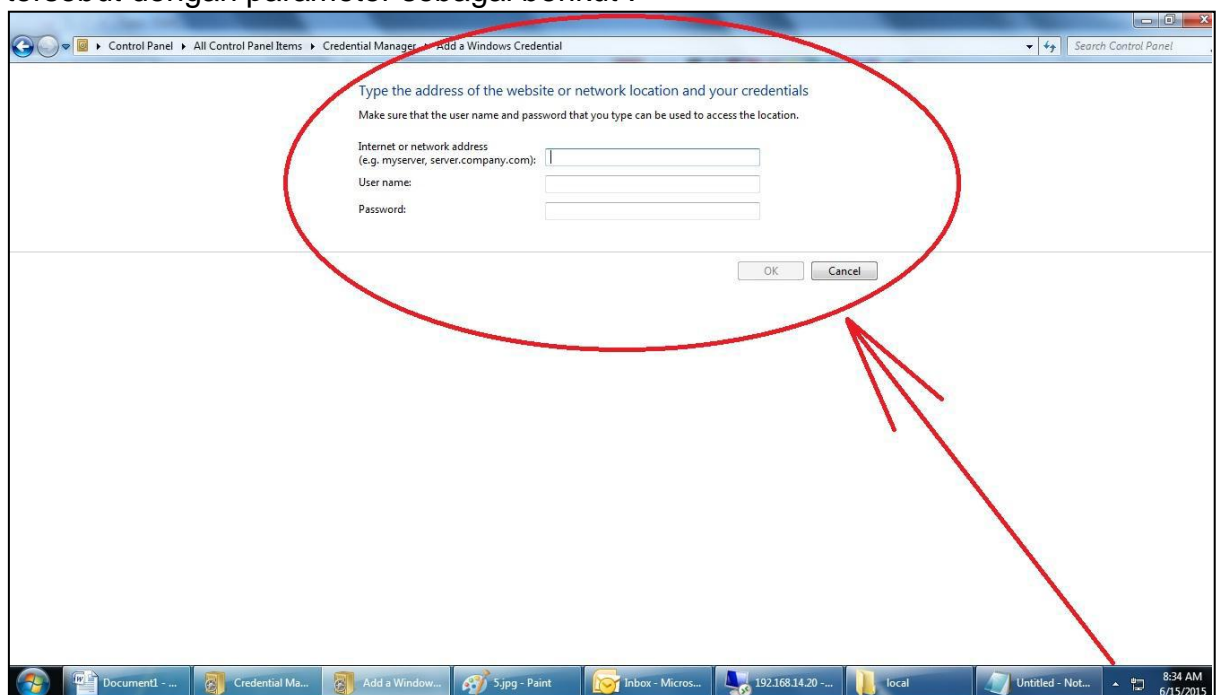 tersebut dengan parameter sebagai berikut :
Control Panel ▸ All Control Panel Items ▸ Credential Manager ▸ Add a Windows Credential
Search Control Panel
Type the address of the website or network location and your credentials
Make sure that the user name and password that you type can be used to access the location.
Internet or network address
(e.g. myserver, server.company.com):
User name:
Password:
OK Cancel
Document1 - ... Credential Ma... Add a Window... 5.jpg - Paint Inbox - Micros... 192.168.14.20 -... local Untitled - Not... 8:34 AM
6/15/2015